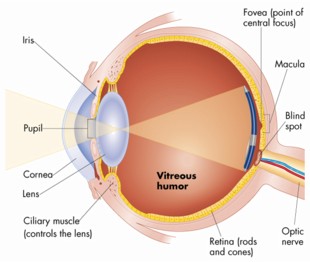 Fovea (point of
central focus)
Iris
Macula
Blind
spot
Pupil
Cornea
Vitreous
humor
Lens
Ciliary muscle
(controls the lens)
Retina (rods
and cones)
Optic
nerve